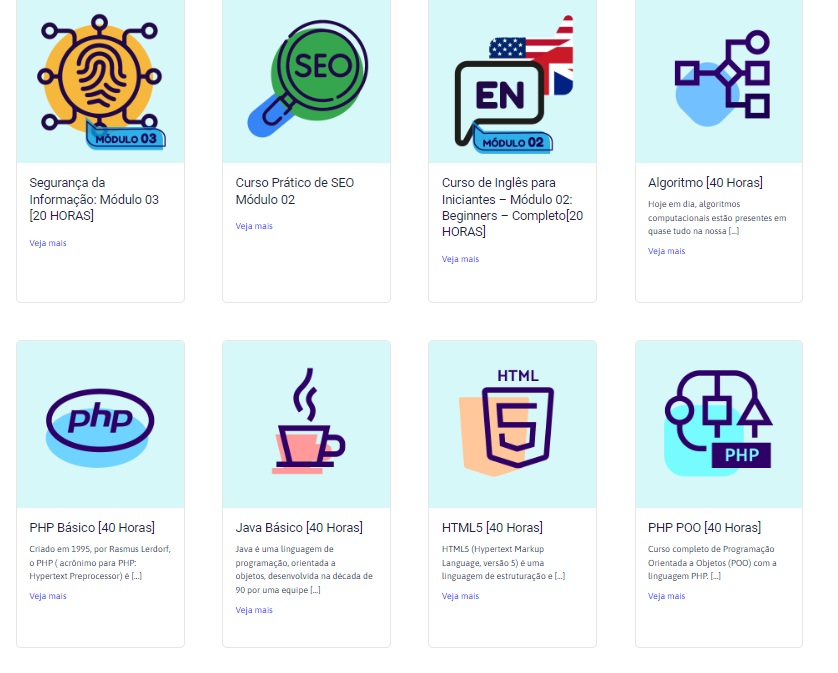 MÓDULO 03
Segurança da
Informação: Módulo 03
[20 HORAS]
Veja mais
SEO
Curso Prático de SEO
Módulo 02
Veja mais
EN
MÓDULO 02
Curso de Inglês para
Iniciantes – Módulo 02:
Beginners – Completo[20
HORAS]
Veja mais
Algoritmo [40 Horas]
Hoje em dia, algoritmos
computacionais estão presentes em
quase tudo na nossa [...]
Veja mais
php
PHP Básico [40 Horas]
Criado em 1995, por Rasmus Lerdorf,
o PHP ( acrônimo para PHP:
Hypertext Preprocessor) é [...]
Veja mais
Java Básico [40 Horas]
Java é uma linguagem de
programação, orientada a
objetos, desenvolvida na década de
90 por uma equipe [...]
Veja mais
HTML
5
HTML5 [40 Horas]
HTML5 (Hypertext Markup
Language, versão 5) é uma
linguagem de estruturação e [...]
Veja mais
PHP
PHP POO [40 Horas]
Curso completo de Programação
Orientada a Objetos (POO) com a
linguagem PHP. [...]
Veja mais